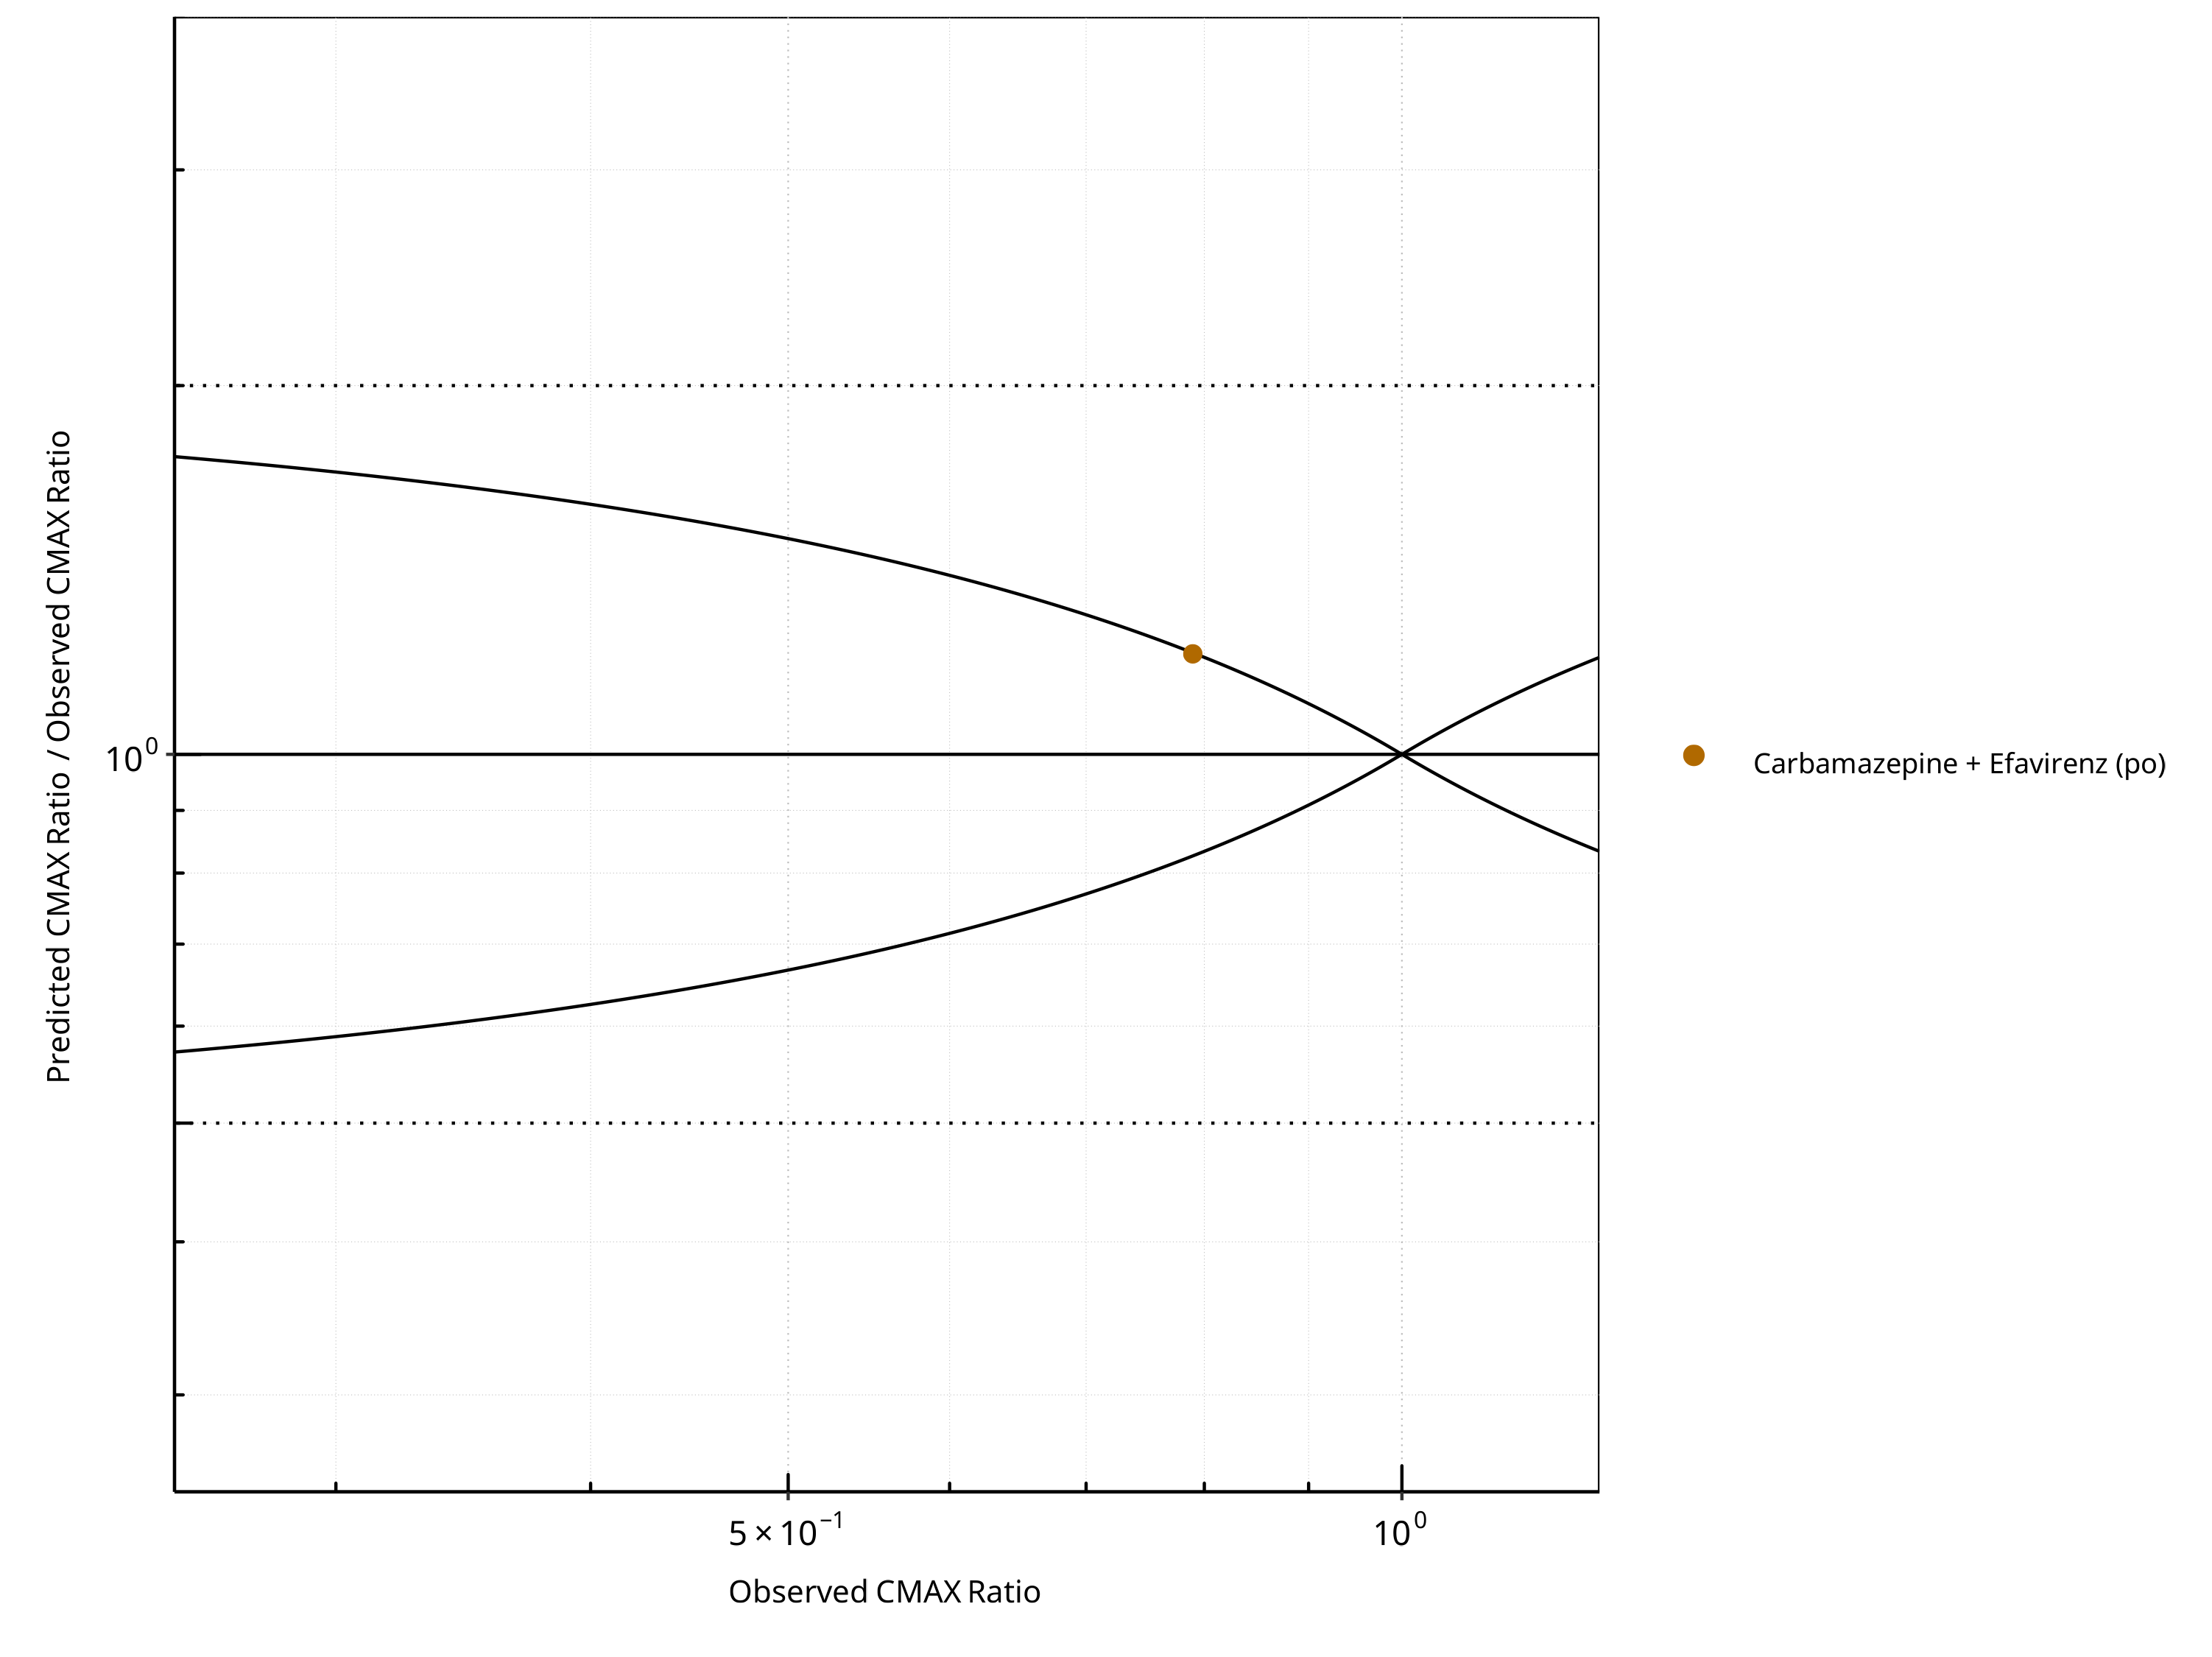 Predicted CMAX Ratio / Observed CMAX Ratio
10⁰
5 × 10⁻¹
10⁰
Observed CMAX Ratio
Carbamazepine + Efavirenz (po)